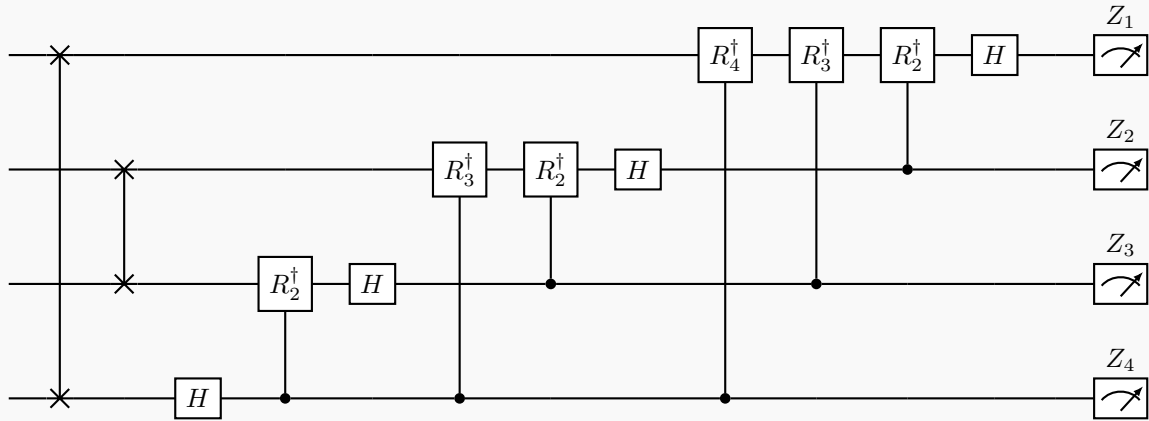 Z₁
R₄† R₃† R₂† H
Z₂
R₃† R₂† H
Z₃
R₂† H
Z₄
H